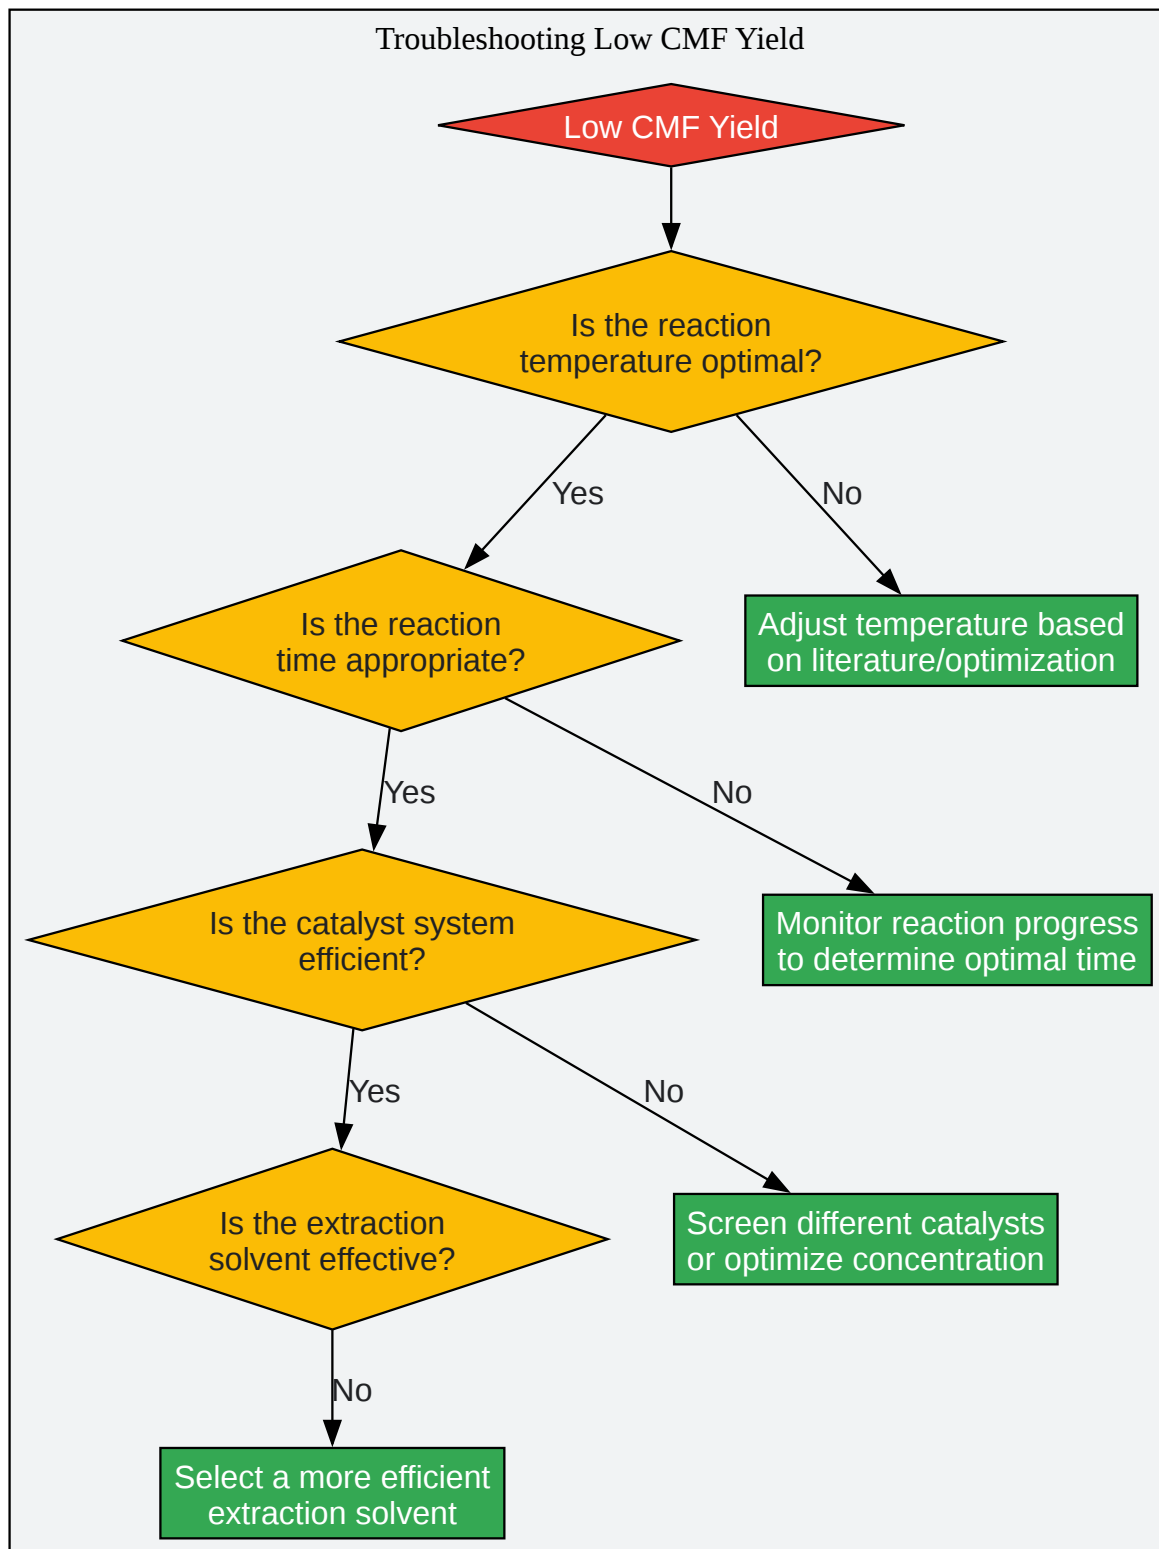 Troubleshooting Low CMF Yield
Low CMF Yield
Is the reaction
temperature optimal?
Yes
No
Is the reaction
time appropriate?
Adjust temperature based
on literature/optimization
Yes
No
Is the catalyst system
efficient?
Monitor reaction progress
to determine optimal time
Yes
No
Is the extraction
solvent effective?
Screen different catalysts
or optimize concentration
No
Select a more efficient
extraction solvent